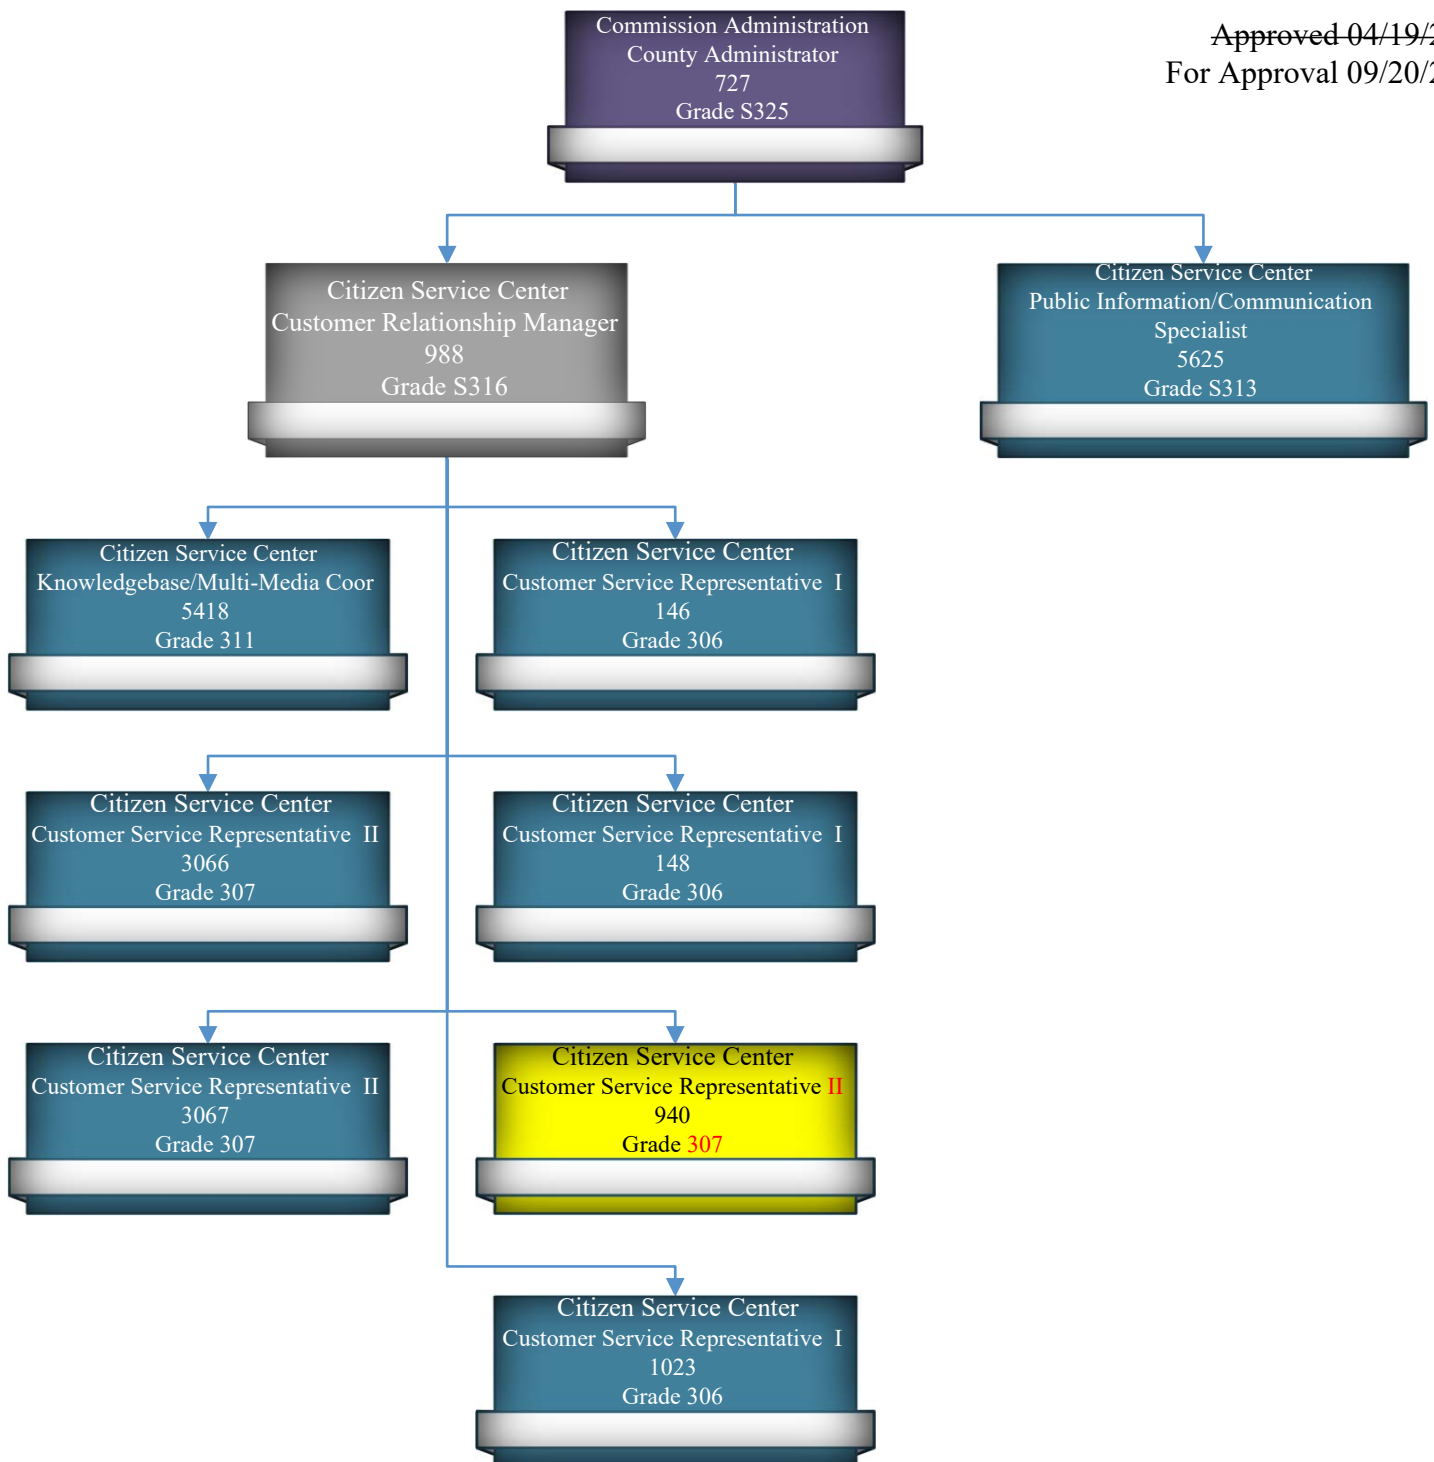 Commission Administration
County Administrator
727
Grade S325
Approved 04/19/2
For Approval 09/20/2
Citizen Service Center
Customer Relationship Manager
988
Grade S316
Citizen Service Center
Public Information/Communication
Specialist
5625
Grade S313
Citizen Service Center
Knowledgebase/Multi-Media Coor
5418
Grade 311
Citizen Service Center
Customer Service Representative I
146
Grade 306
Citizen Service Center
Customer Service Representative II
3066
Grade 307
Citizen Service Center
Customer Service Representative I
148
Grade 306
Citizen Service Center
Customer Service Representative II
3067
Grade 307
Citizen Service Center
Customer Service Representative II
940
Grade 307
Citizen Service Center
Customer Service Representative I
1023
Grade 306